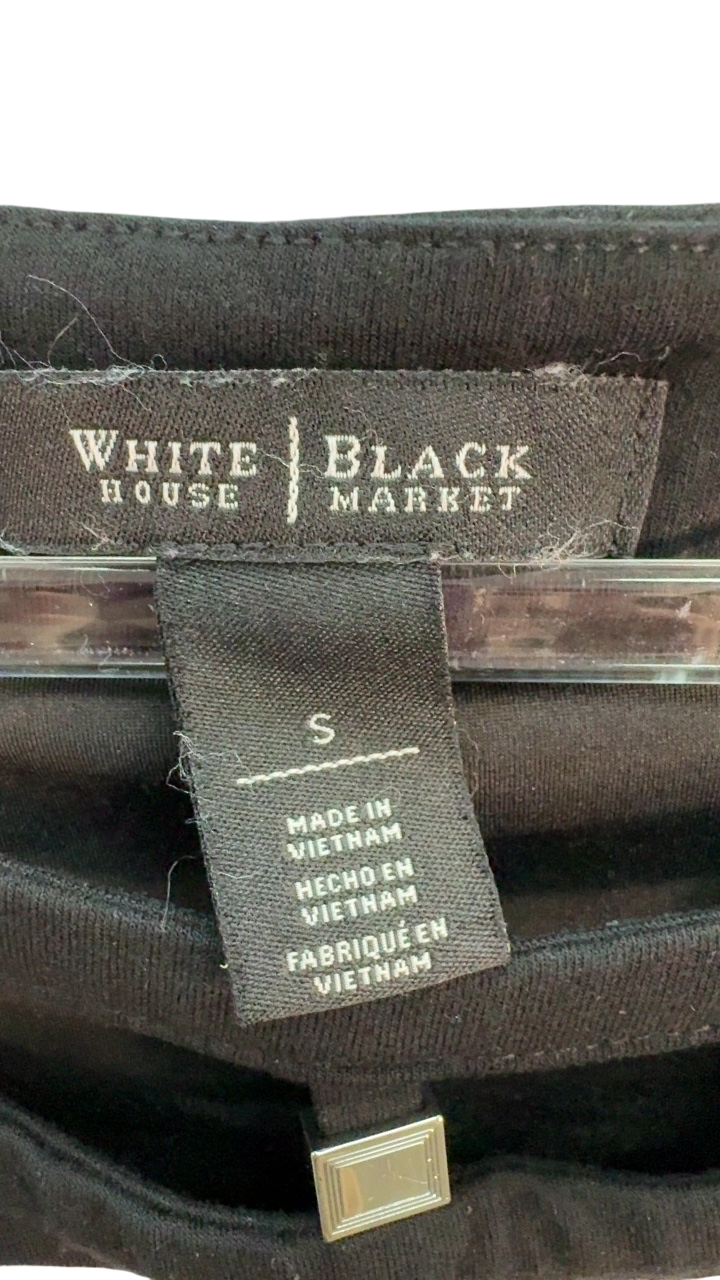 WHITE | BLACK
HOUSE | MARKET
S
MADE IN
VIETNAM
HECHO EN
VIETNAM
FABRIQUÉ EN
VIETNAM